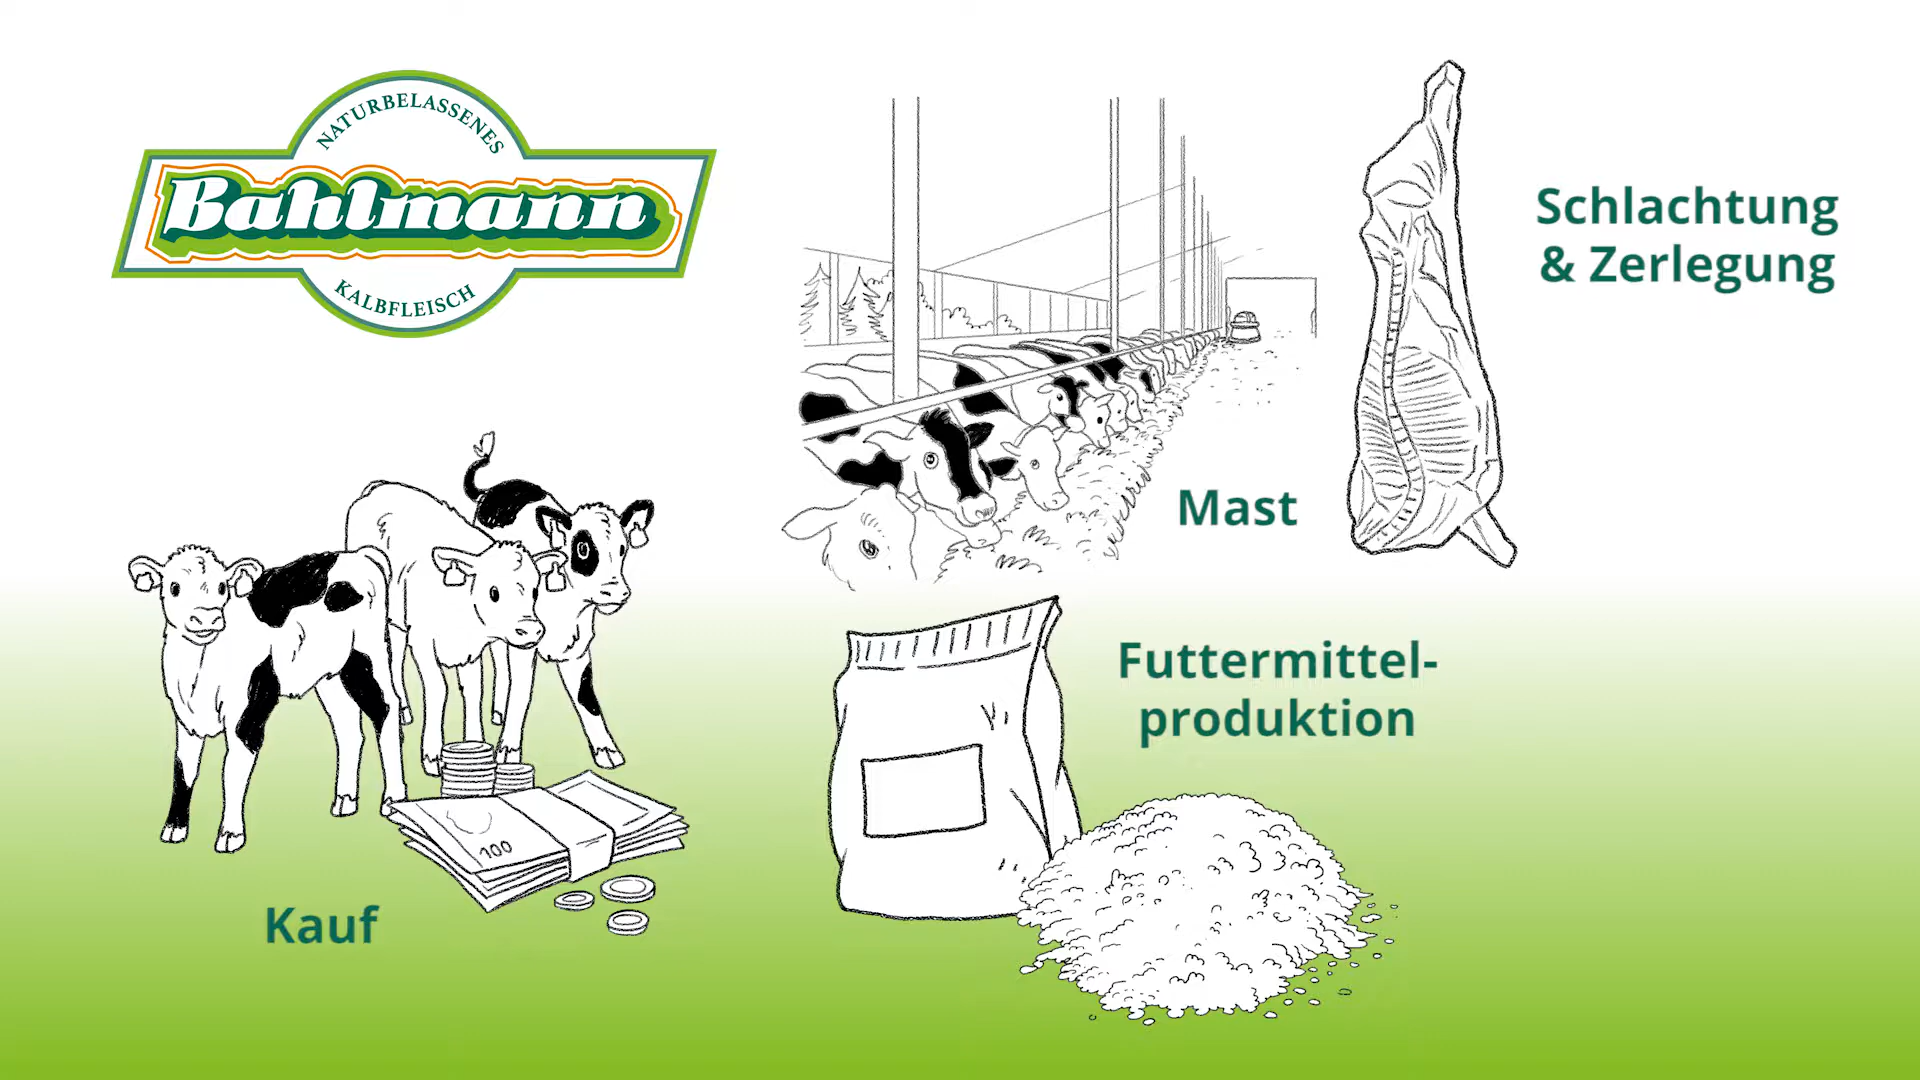 NATURBELASSENES
Bahlmann
KALBFLEISCH
Schlachtung
& Zerlegung
Mast
Futtermittel-
produktion
100
Kauf